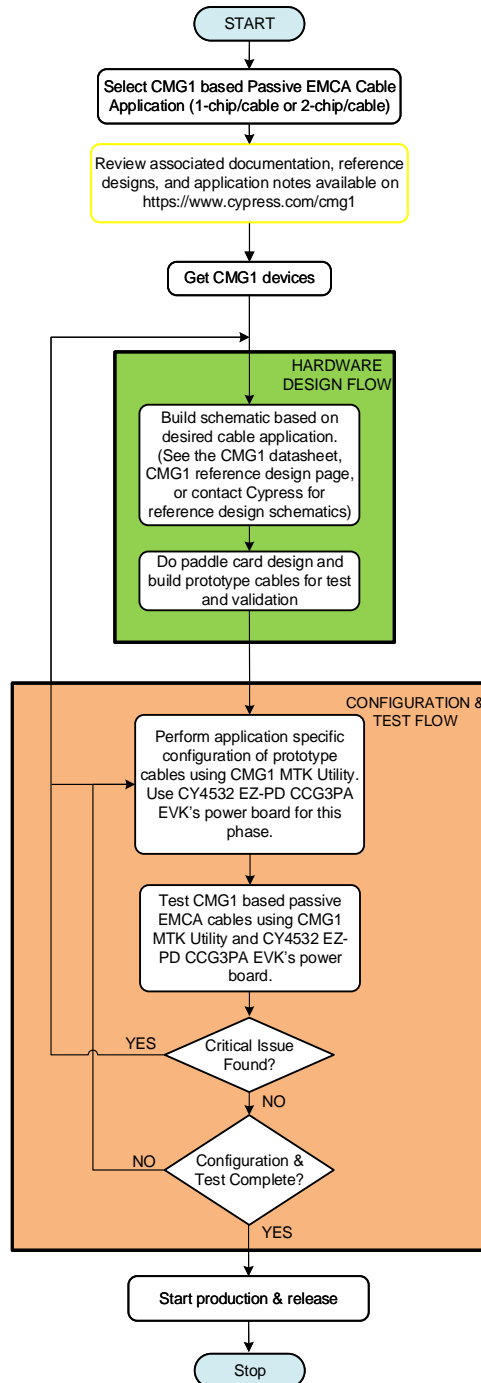 START
Select CMG1 based Passive EMCA Cable
Application (1-chip/cable or 2-chip/cable)
Review associated documentation, reference
designs, and application notes available on
https://www.cypress.com/cmg1
Get CMG1 devices
HARDWARE
DESIGN FLOW
Build schematic based on
desired cable application.
(See the CMG1 datasheet,
CMG1 reference design page,
or contact Cypress for
reference design schematics)
Do paddle card design and
build prototype cables for test
and validation
CONFIGURATION &
TEST FLOW
Perform application specific
configuration of prototype
cables using CMG1 MTK Utility.
Use CY4532 EZ-PD CCG3PA
EVK's power board for this
phase.
Test CMG1 based passive
EMCA cables using CMG1
MTK Utility and CY4532 EZ-
PD CCG3PA EVK's power
board.
YES
Critical Issue
Found?
NO
NO
Configuration &
Test Complete?
YES
Start production & release
Stop